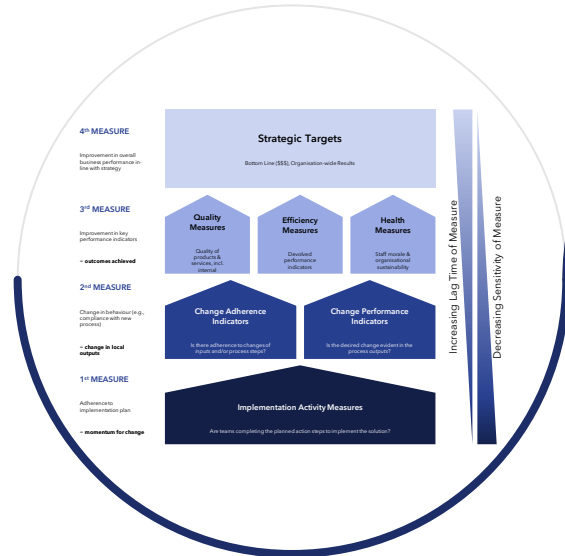 4th MEASURE
Improvement in overall
business performance in-
line with strategy
Strategic Targets
Bottom Line ($$$), Organisation-wide Results
3rd MEASURE
Improvement in key
performance indicators
= outcomes achieved
Quality
Measures
Quality of
products &
services, incl.
internal
Efficiency
Measures
Devolved
performance
indicators
Health
Measures
Staff morale &
organisational
sustainability
2nd MEASURE
Change in behaviour (e.g.,
compliance with new
process)
= change in local
outputs
Change Adherence
Indicators
Is there adherence to changes of
inputs and/or process steps?
Change Performance
Indicators
Is the desired change evident in the
process outputs?
1st MEASURE
Adherence to
implementation plan
= momentum for change
Implementation Activity Measures
Are teams completing the planned action steps to implement the solution?
Increasing Lag Time of Measure
Decreasing Sensitivity of Measure